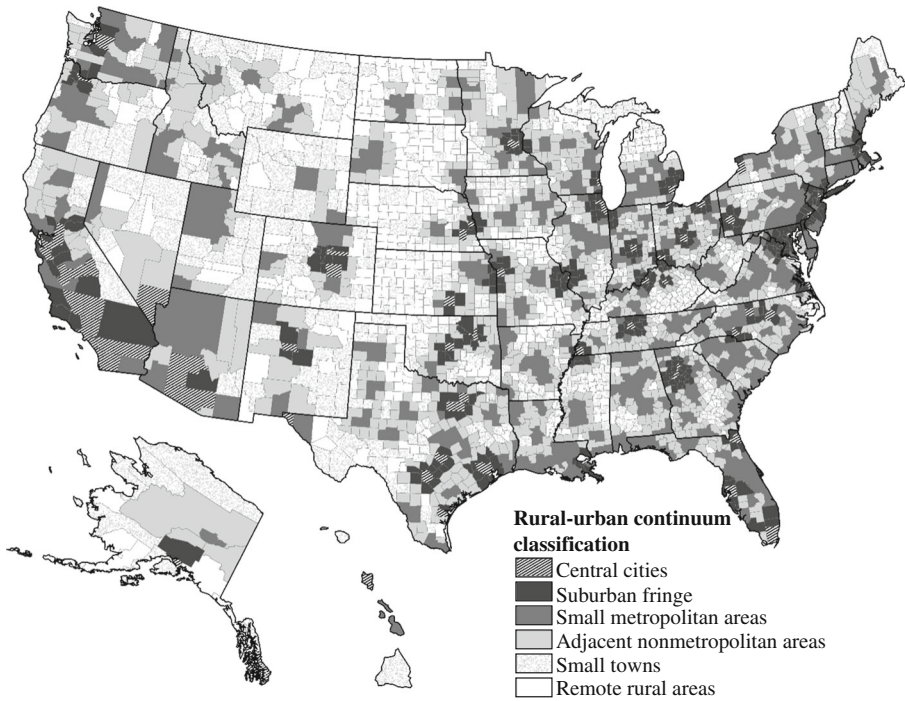 Rural-urban continuum
classification
Central cities
Suburban fringe
Small metropolitan areas
Adjacent nonmetropolitan areas
Small towns
Remote rural areas